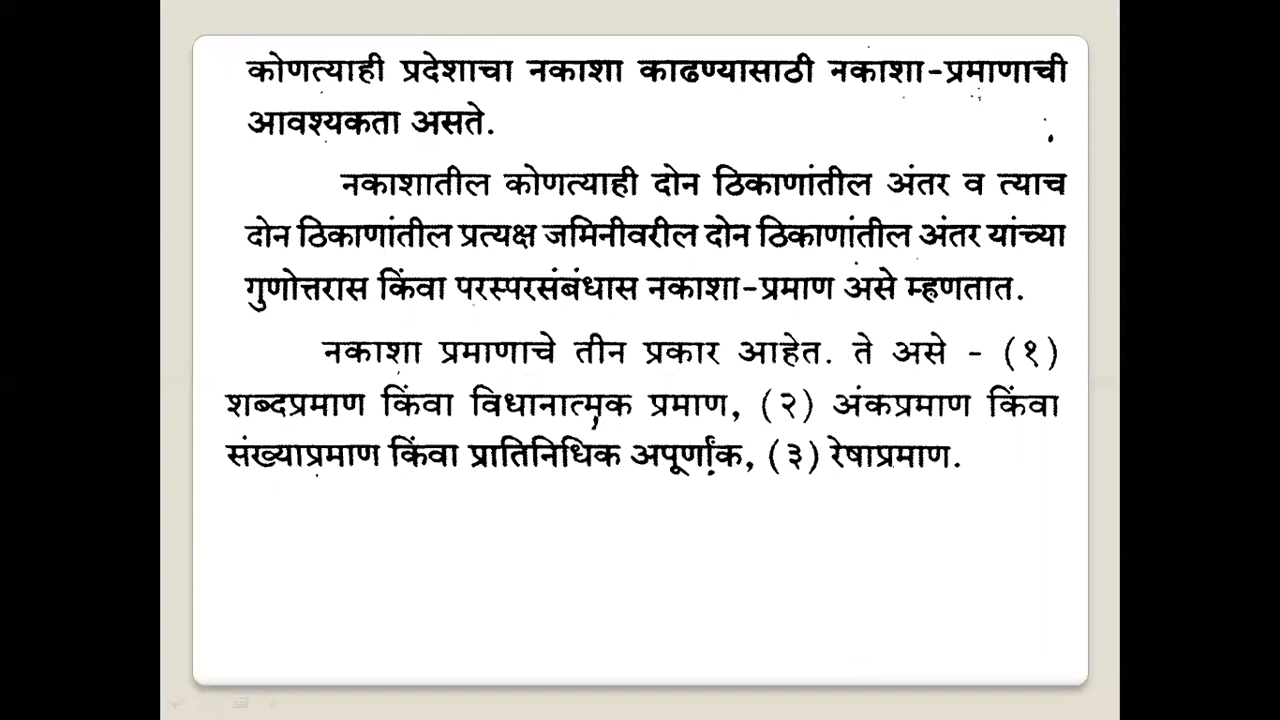 कोणत्याही प्रदेशाचा नकाशा काढण्यासाठी नकाशा-प्रमाणाची
आवश्यकता असते.
नकाशातील कोणत्याही दोन ठिकाणांतील अंतर व त्याच
दोन ठिकाणांतील प्रत्यक्ष जमिनीवरील दोन ठिकाणांतील अंतर यांच्या
गुणोत्तरास किंवा परस्परसंबंधास नकाशा-प्रमाण असे म्हणतात.
नकाशा प्रमाणाचे तीन प्रकार आहेत. ते असे - (१)
शब्दप्रमाण किंवा विधानात्मक प्रमाण, (२) अंकप्रमाण किंवा
संख्याप्रमाण किंवा प्रातिनिधिक अपूर्णांक, (३) रेषाप्रमाण.